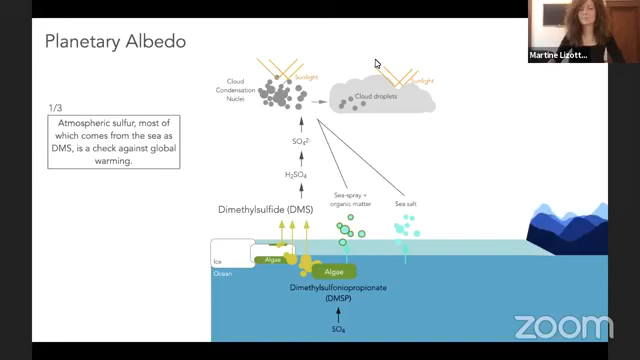 Planetary Albedo
Martine Lizott...
Sunlight
Sunlight
Cloud
Condensation
Nuclei
Cloud droplets
1/3
Atmospheric sulfur, most of
which comes from the sea as
DMS, is a check against global
warming.
SO₄²⁻
H₂SO₄
Sea-spray +
organic matter
Sea salt
Dimethylsulfide (DMS)
Ice
Algae
Ocean
Algae
Dimethylsulfoniopropionate
(DMSP)
SO₄
zoom